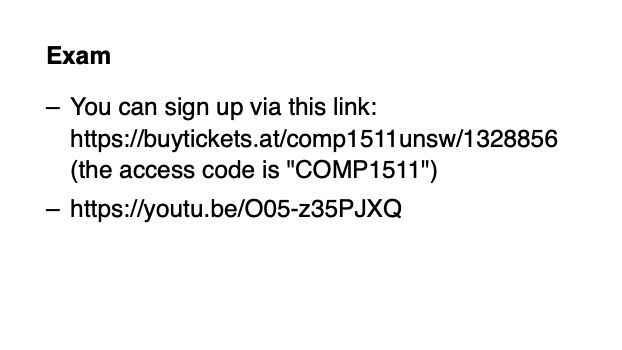 Exam
– You can sign up via this link:
https://buytickets.at/comp1511unsw/1328856
(the access code is "COMP1511")
– https://youtu.be/O05-z35PJXQ